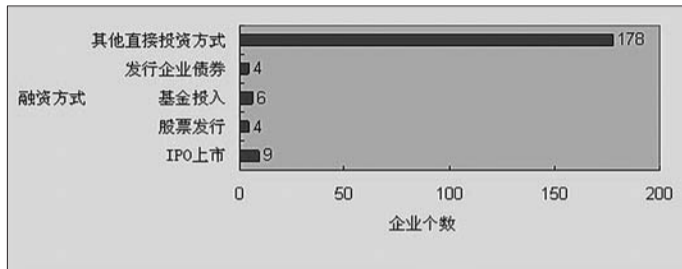 其他直接投资方式 178
发行企业债券 4
融资方式 基金投入 6
股票发行 4
IPO上市 9
0 50 100 150 200
企业个数